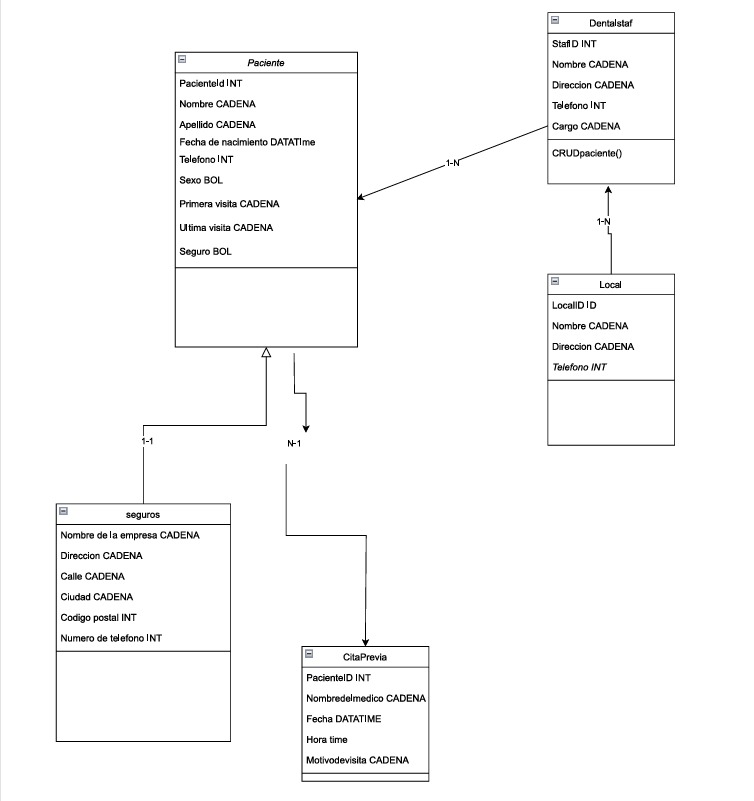 Dentalstaf
StafID INT
Nombre CADENA
Direccion CADENA
Telefono INT
Cargo CADENA
CRUDpaciente()
Paciente
PacienteId INT
Nombre CADENA
Apellido CADENA
Fecha de nacimiento DATATIme
Telefono INT
Sexo BOL
Primera visita CADENA
Ultima visita CADENA
Seguro BOL
1-N
1-N
Local
LocalID ID
Nombre CADENA
Direccion CADENA
Telefono INT
1-1
N-1
seguros
Nombre de la empresa CADENA
Direccion CADENA
Calle CADENA
Ciudad CADENA
Codigo postal INT
Numero de telefono INT
CitaPrevia
PacienteID INT
Nombredelmedico CADENA
Fecha DATATIME
Hora time
Motivodevisita CADENA